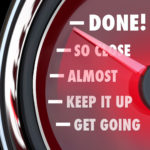 DONE!
SO CLOSE
ALMOST
KEEP IT UP
GET GOING